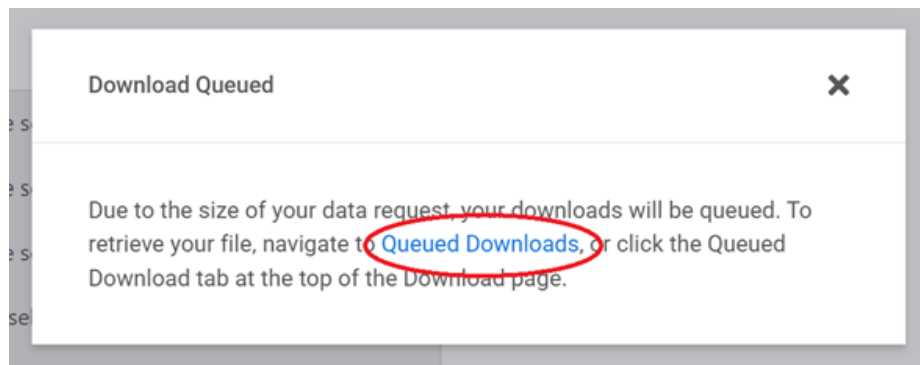 Download Queued
Due to the size of your data request, your downloads will be queued. To
retrieve your file, navigate to Queued Downloads, or click the Queued
Download tab at the top of the Download page.